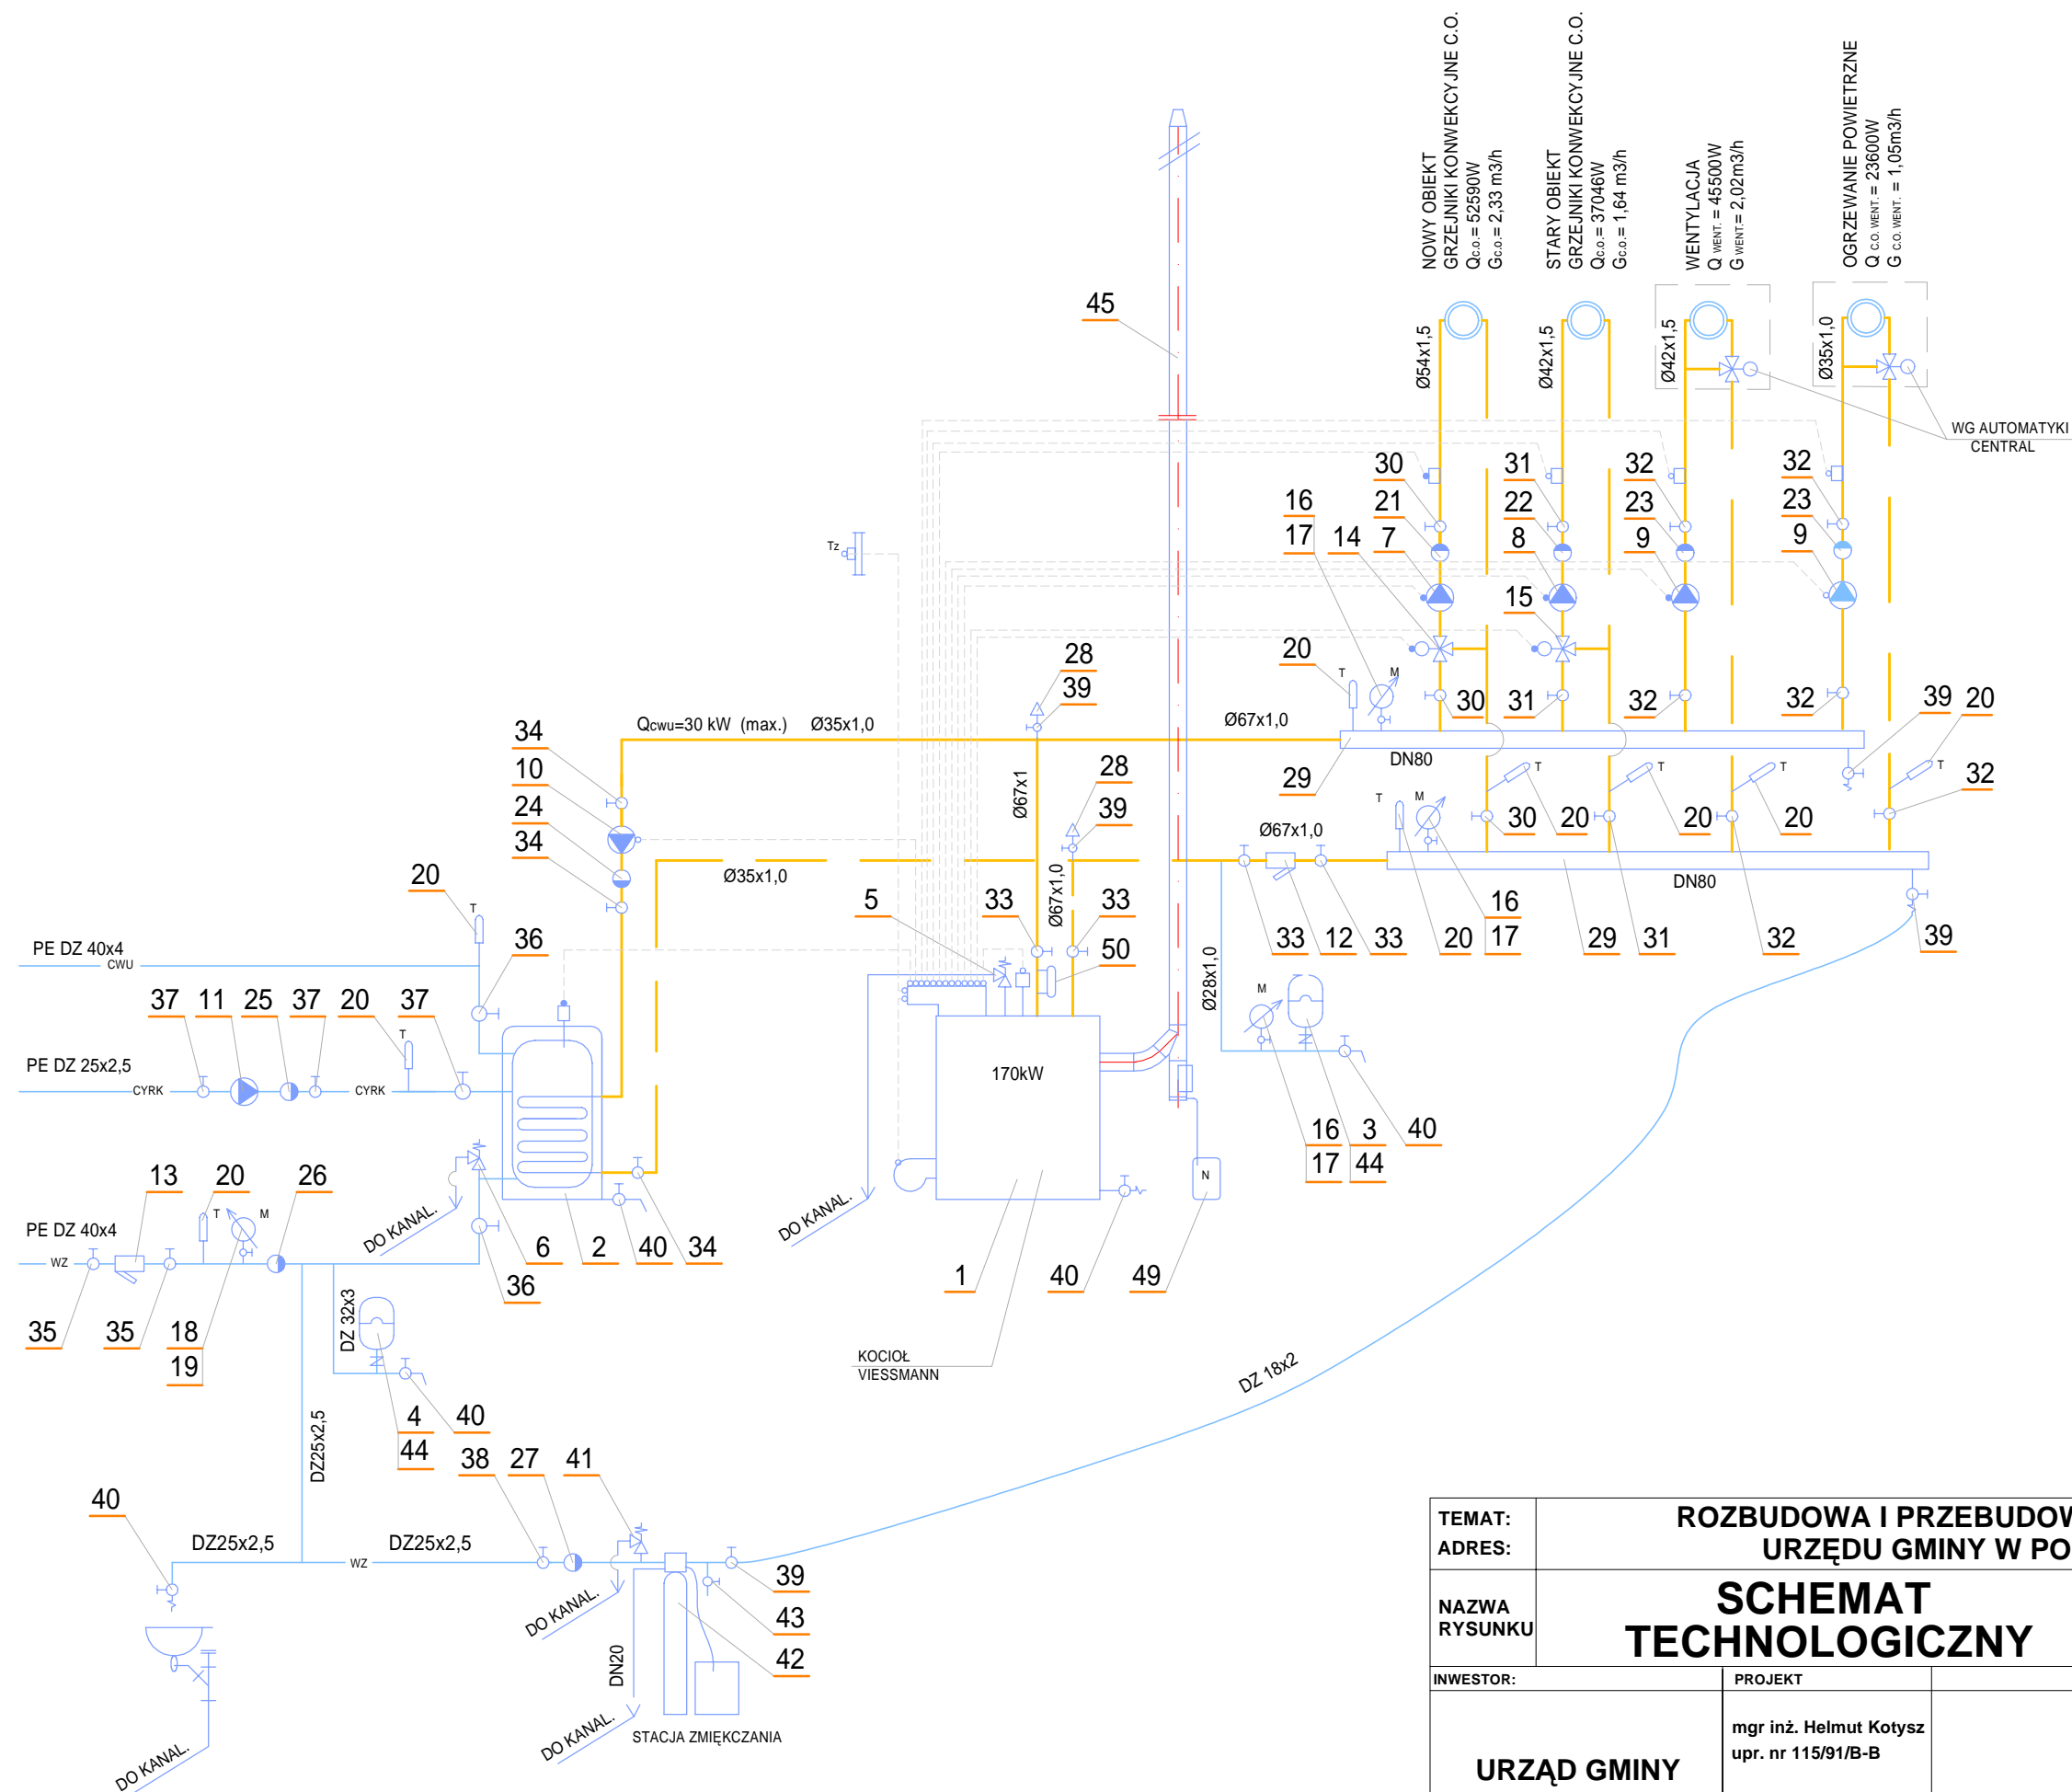 NOWY OBIEKT
GRZEJNIKI KONWEKCYJNE C.O.
Qc.o.= 52590W
Gc.o.= 2,33 m3/h
STARY OBIEKT
GRZEJNIKI KONWEKCYJNE C.O.
Qc.o.= 37046W
Gc.o.= 1,64 m3/h
WENTYLACJA
Q WENT. = 45500W
G WENT.= 2,02m3/h
OGRZEWANIE POWIETRZNE
Q C.O. WENT. = 23600W
G C.O. WENT. = 1,05m3/h
45
Ø54x1,5
Ø42x1,5
Ø42x1,5
Ø35x1,0
WG AUTOMATYKI
CENTRAL
30
31
32
32
16
21
22
23
23
17
14
7
8
9
9
Tz
15
20
T
M
28
39
30
31
32
32
39
20
Qcwu=30 kW (max.)
Ø35x1,0
Ø67x1,0
34
10
24
34
Ø67x1
28
39
29
DN80
T
T
T
T
32
T
M
Ø67x1,0
30
20
20
20
Ø35x1,0
DN80
20
T
5
33
Ø67x1,0
33
50
33
12
33
20
16
17
29
31
32
39
PE DZ 40x4
CWU
36
37
11
25
37
20
37
T
Ø28x1,0
M
PE DZ 25x2,5
CYRK
CYRK
170kW
16
17
3
44
40
13
20
26
T
M
PE DZ 40x4
WZ
DO KANAL.
DO KANAL.
N
6
2
40
34
36
1
40
49
35
35
18
19
DZ 32x3
KOCIOŁ
VIESSMANN
DZ 18x2
4
44
40
DZ25x2,5
38
27
41
40
DZ25x2,5
WZ
DZ25x2,5
39
43
42
DO KANAL.
DN20
DO KANAL.
STACJA ZMIĘKCZANIA
DO KANAL.
TEMAT:
ADRES:
ROZBUDOWA I PRZEBUDOW
URZĘDU GMINY W PO
NAZWA
RYSUNKU
SCHEMAT
TECHNOLOGICZNY
INWESTOR:
PROJEKT
mgr inż. Helmut Kotysz
upr. nr 115/91/B-B
URZĄD GMINY